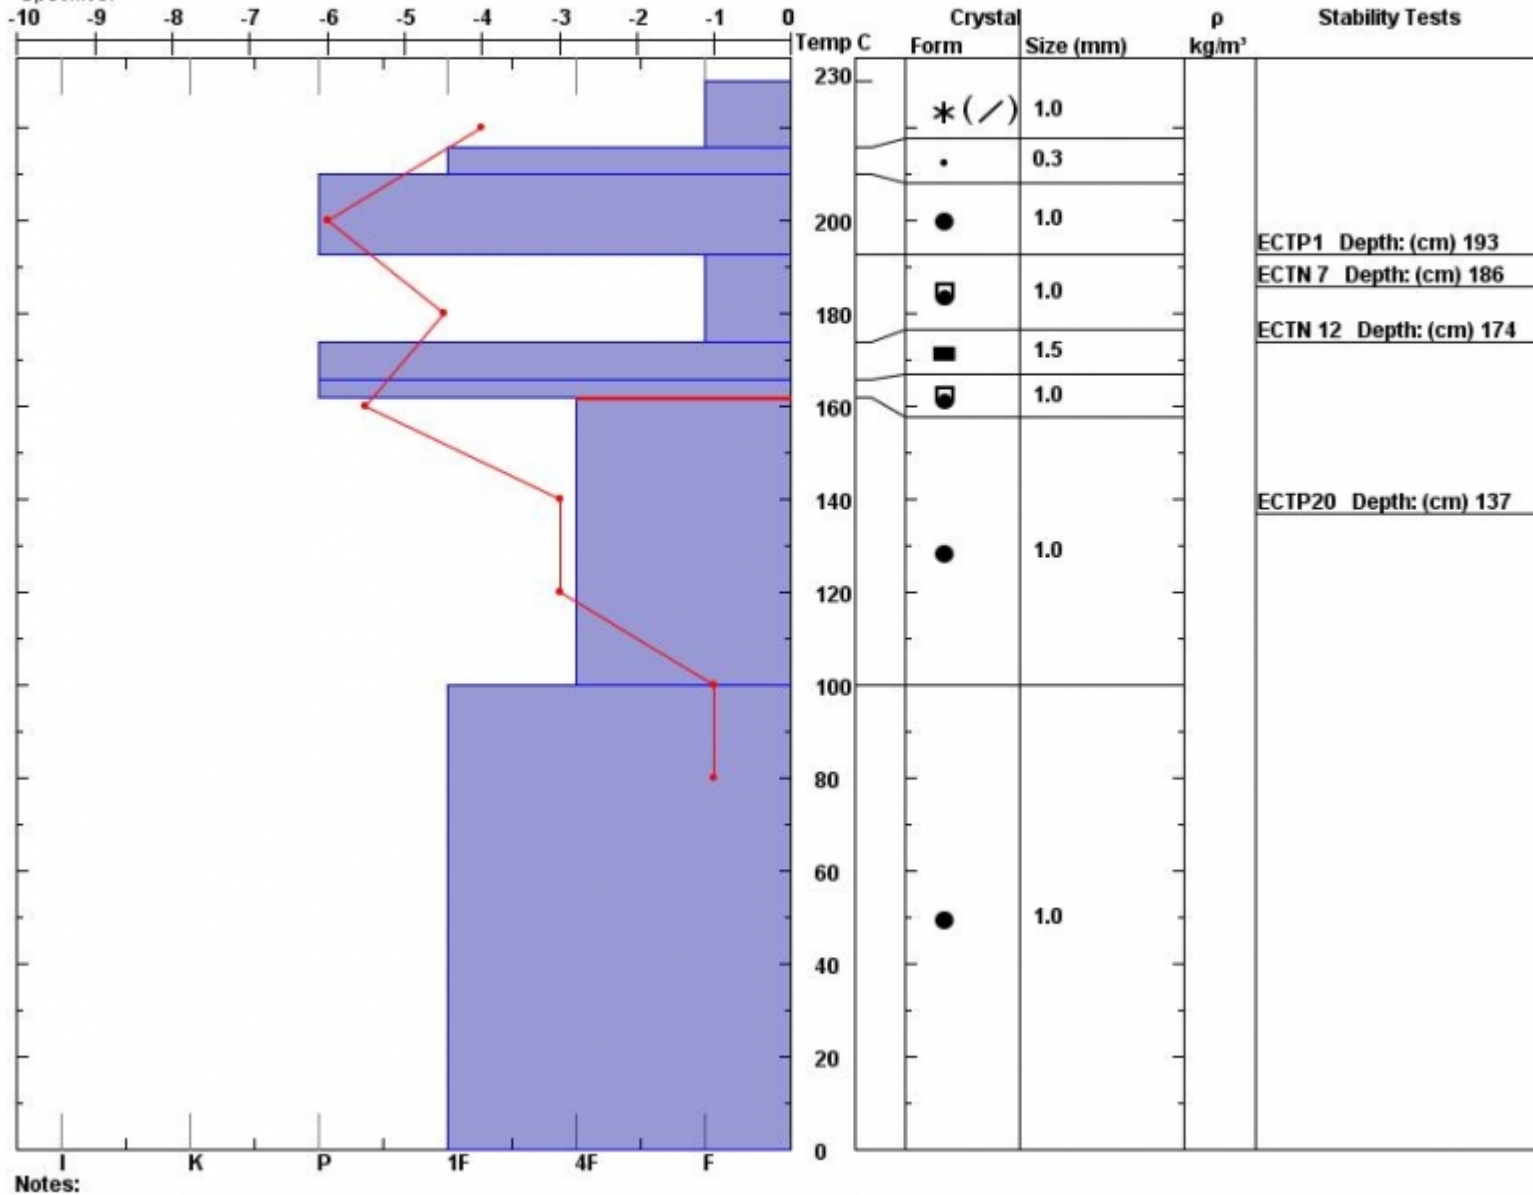 -10 -9 -8 -7 -6 -5 -4 -3 -2 -1 0 Crystal ρ Stability Tests
Temp C Form Size (mm) kg/m³
230
1.0
0.3
200 1.0
ECTP1 Depth: (cm) 193
ECTN 7 Depth: (cm) 186
1.0
180
ECTN 12 Depth: (cm) 174
1.5
1.0
160
140 ECTP20 Depth: (cm) 137
1.0
120
100
80
60
1.0
40
20
0
I K P 1F 4F F
Notes: